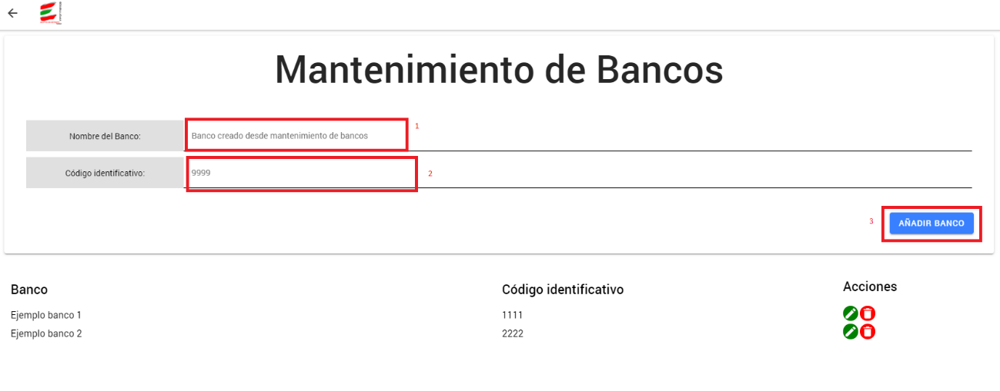 Mantenimiento de Bancos
Nombre del Banco: Banco creado desde mantenimiento de bancos 1
Código identificativo: 9999 2
3 AÑADIR BANCO
Banco Código identificativo Acciones
Ejemplo banco 1 1111
Ejemplo banco 2 2222